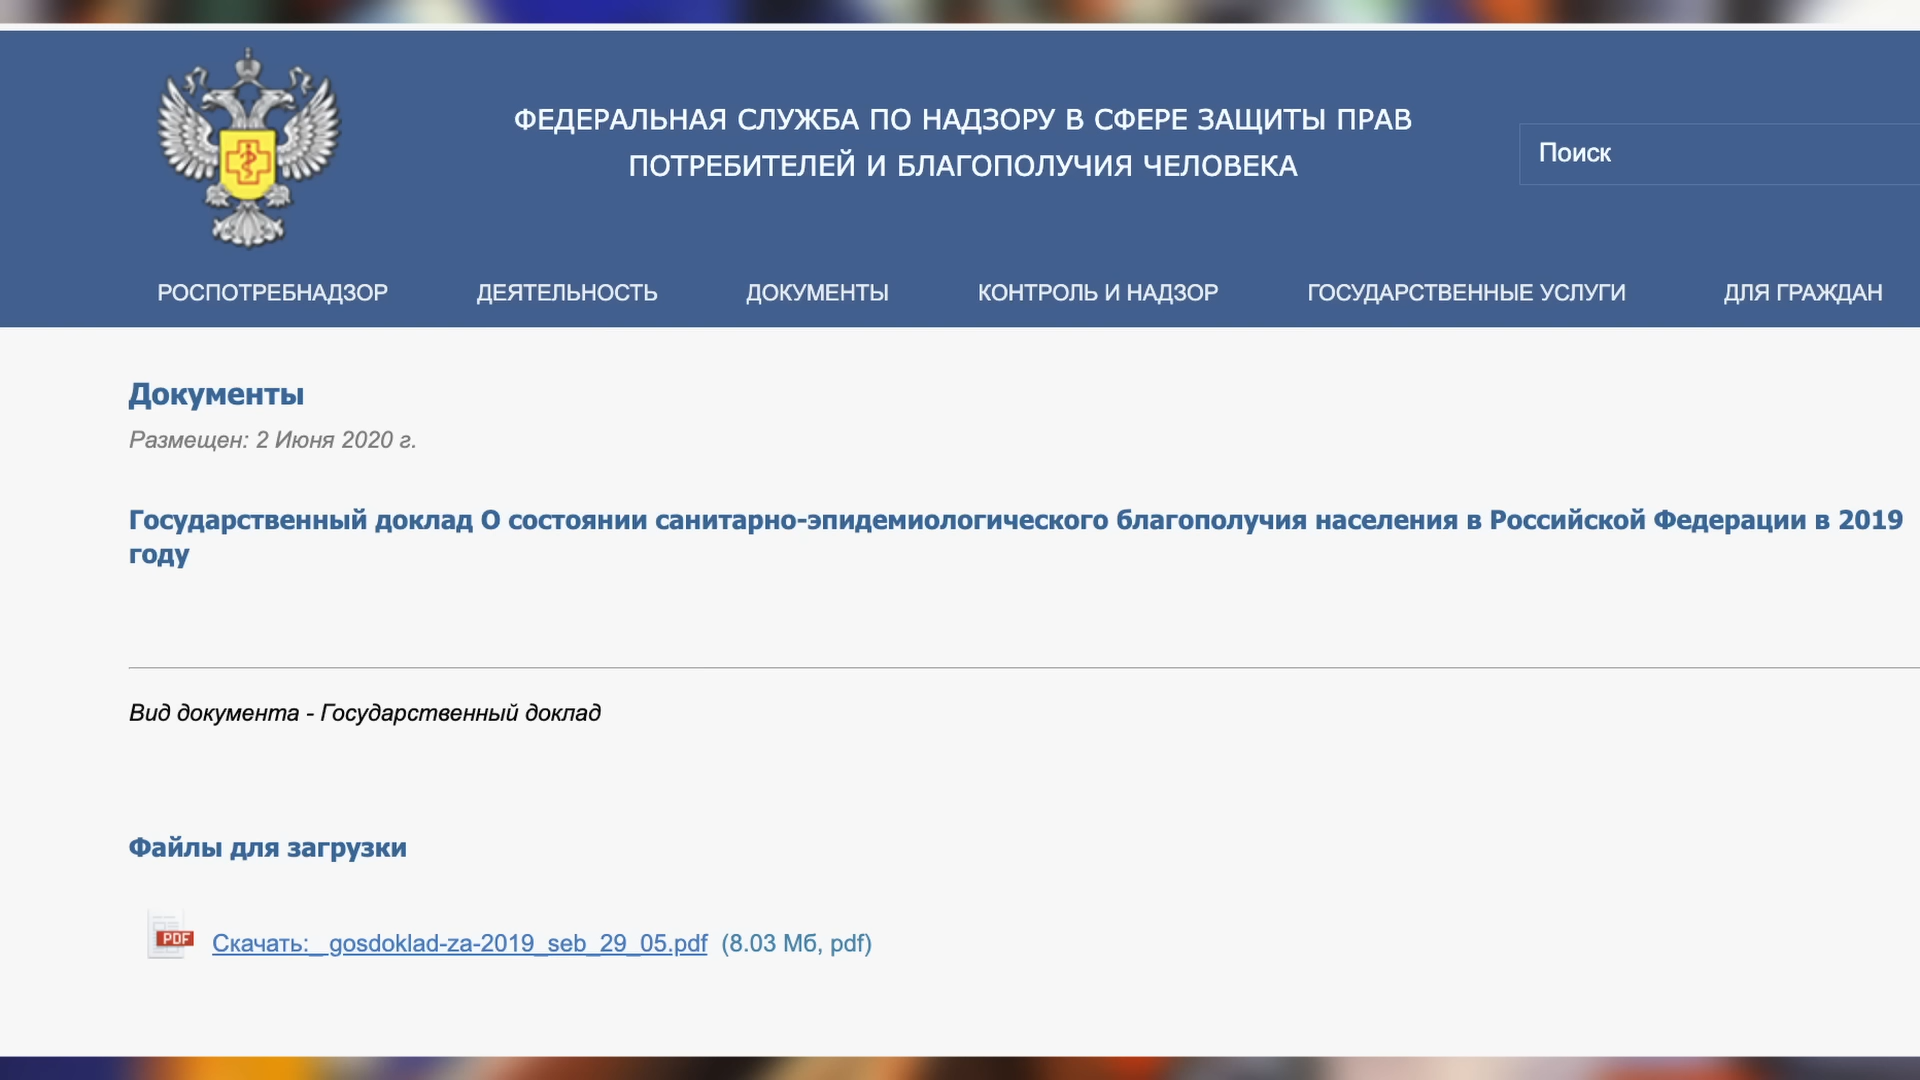 ФЕДЕРАЛЬНАЯ СЛУЖБА ПО НАДЗОРУ В СФЕРЕ ЗАЩИТЫ ПРАВ
ПОТРЕБИТЕЛЕЙ И БЛАГОПОЛУЧИЯ ЧЕЛОВЕКА
Поиск
РОСПОТРЕБНАДЗОР ДЕЯТЕЛЬНОСТЬ ДОКУМЕНТЫ КОНТРОЛЬ И НАДЗОР ГОСУДАРСТВЕННЫЕ УСЛУГИ ДЛЯ ГРАЖДАН
Документы
Размещен: 2 Июня 2020 г.
Государственный доклад О состоянии санитарно-эпидемиологического благополучия населения в Российской Федерации в 2019
году
Вид документа - Государственный доклад
Файлы для загрузки
PDF Скачать:_ gosdoklad-za-2019_seb_29_05.pdf (8.03 Мб, pdf)